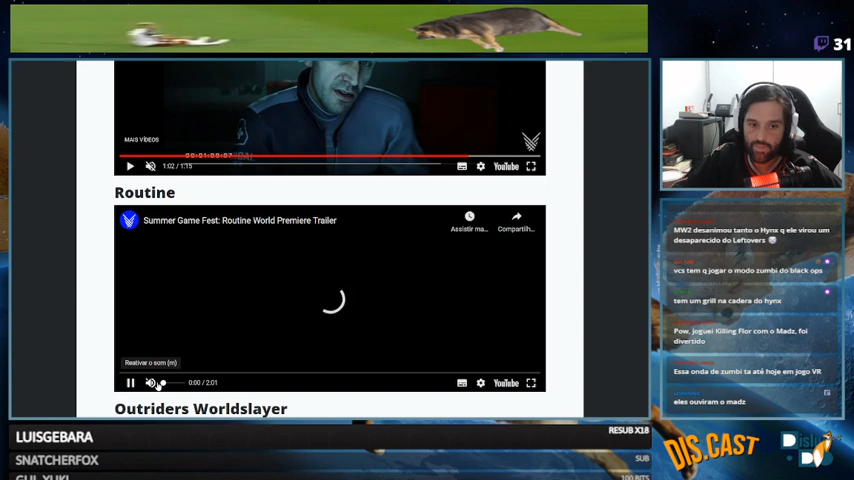 31
MAIS VÍDEOS
1:02 / 1:15
YouTube
Routine
Summer Game Fest: Routine World Premiere Trailer
Assistir ma...
Compartilh...
Reativar o som (m)
0:00 / 2:01
YouTube
Outriders Worldslayer
MW2 desanimou tanto o Hynx q ele virou um
desaparecido do Leftovers
vcs tem q jogar o modo zumbi do black ops
tem um grill na cadera do hynx
Pow, joguei Killing Flor com o Madz, foi
divertido
Essa onda de zumbi ta até hoje em jogo VR
eles ouviram o madz
LUISGEBARA
RESUB X18
SNATCHERFOX
SUB
100 BITS
DIS.CAST